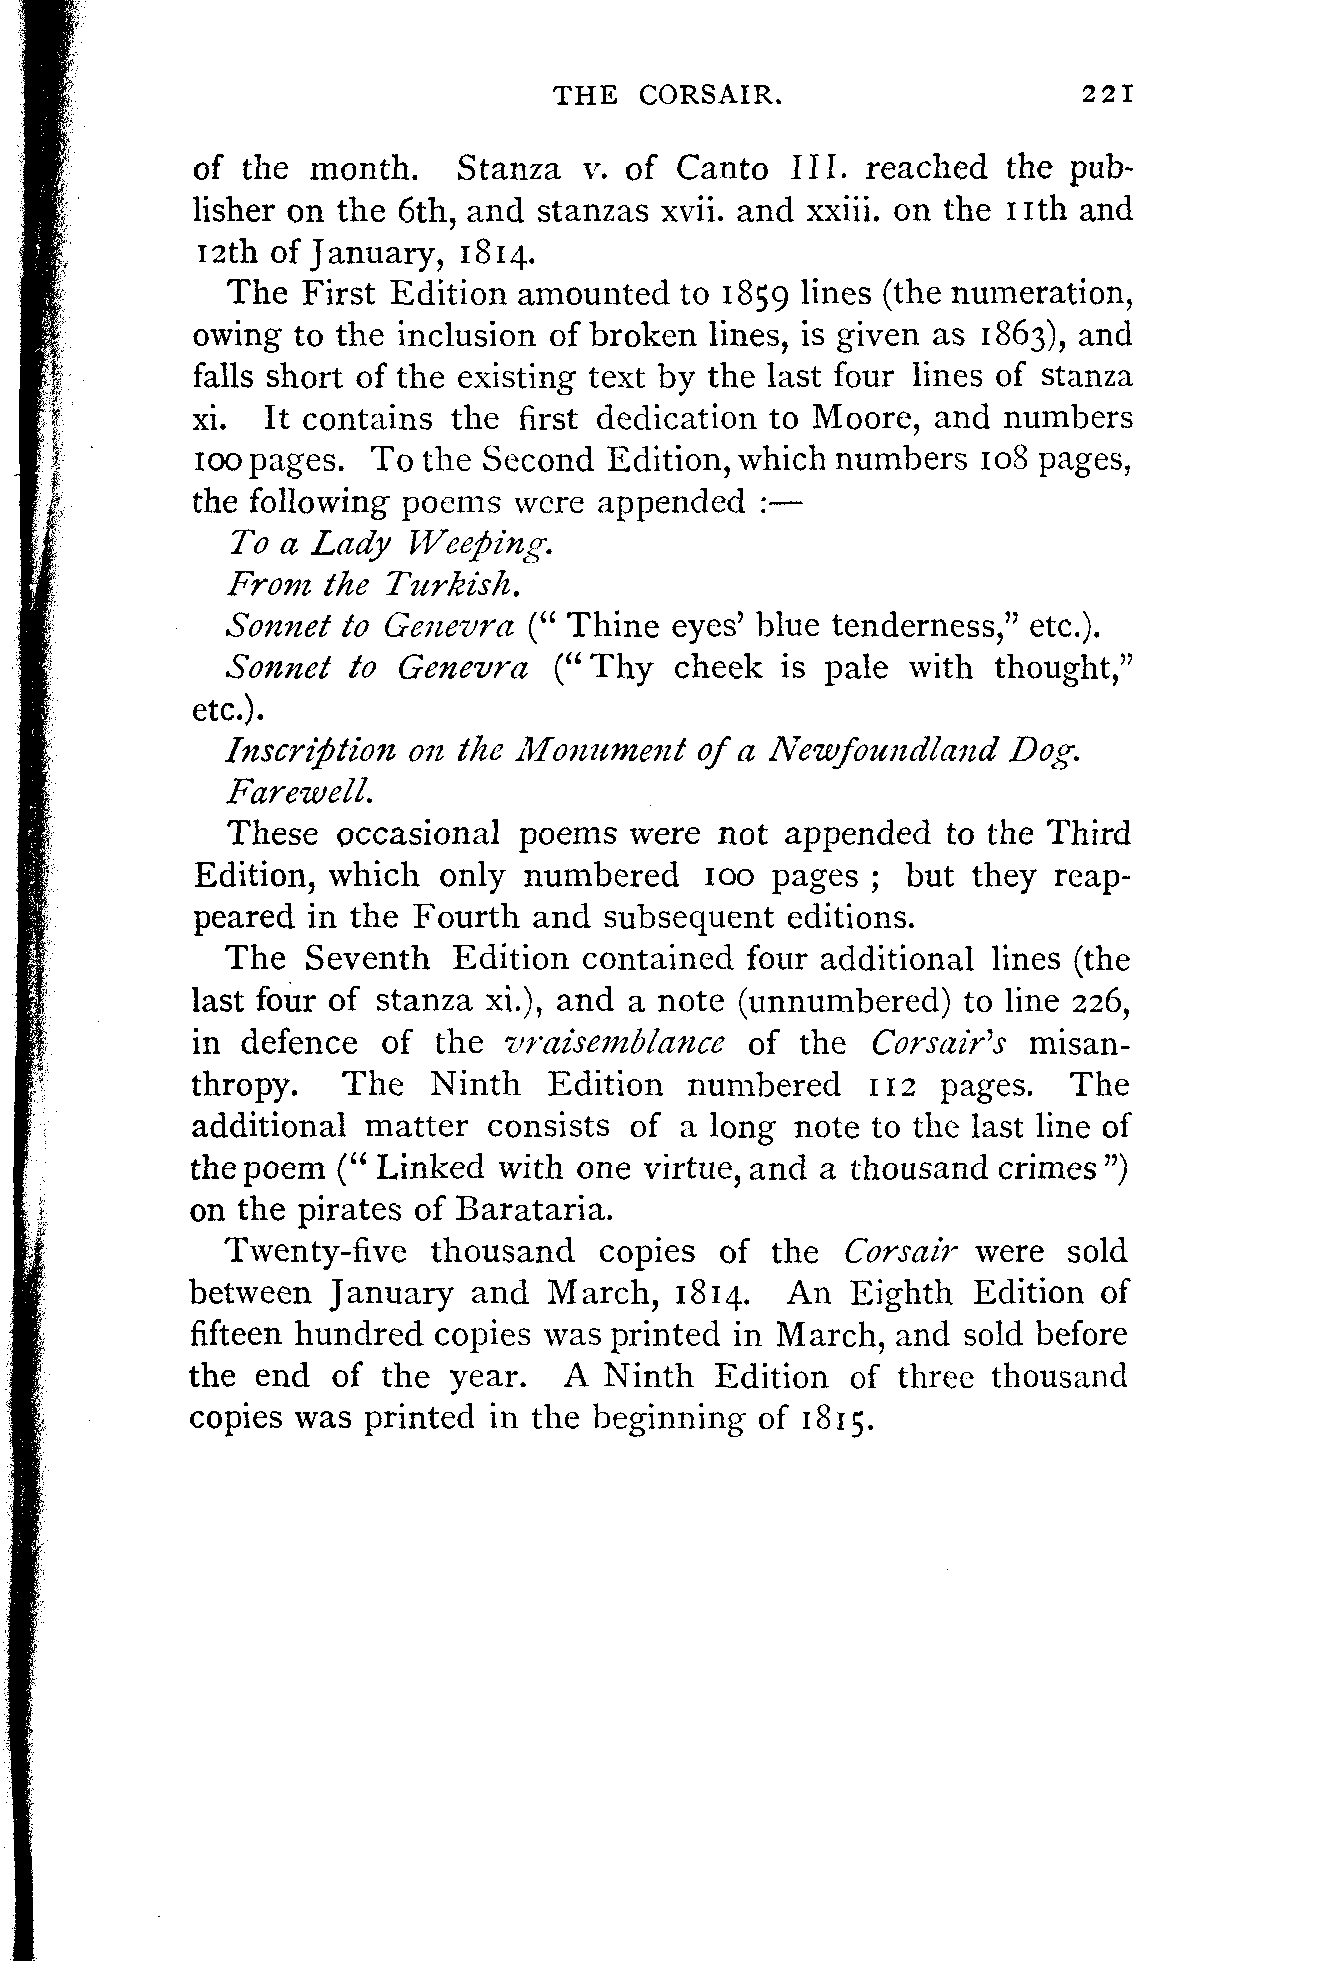 THE CORSAIR. 221
of the month. Stanza v. of Canto III. reached the pub-
lisher on the 6th, and stanzas xvii. and xxiii. on the 11th and
12th of January, 1814.
The First Edition amounted to 1859 lines (the numeration,
owing to the inclusion of broken lines, is given as 1863), and
falls short of the existing text by the last four lines of stanza
xi. It contains the first dedication to Moore, and numbers
100 pages. To the Second Edition, which numbers 108 pages,
the following poems were appended :—
To a Lady Weeping.
From the Turkish.
Sonnet to Genevra (“ Thine eyes’ blue tenderness,” etc.).
Sonnet to Genevra (“ Thy cheek is pale with thought,”
etc.).
Inscription on the Monument of a Newfoundland Dog.
Farewell.
These occasional poems were not appended to the Third
Edition, which only numbered 100 pages ; but they reap-
peared in the Fourth and subsequent editions.
The Seventh Edition contained four additional lines (the
last four of stanza xi.), and a note (unnumbered) to line 226,
in defence of the vraisemblance of the Corsair’s misan-
thropy. The Ninth Edition numbered 112 pages. The
additional matter consists of a long note to the last line of
the poem (“ Linked with one virtue, and a thousand crimes ”)
on the pirates of Barataria.
Twenty-five thousand copies of the Corsair were sold
between January and March, 1814. An Eighth Edition of
fifteen hundred copies was printed in March, and sold before
the end of the year. A Ninth Edition of three thousand
copies was printed in the beginning of 1815.